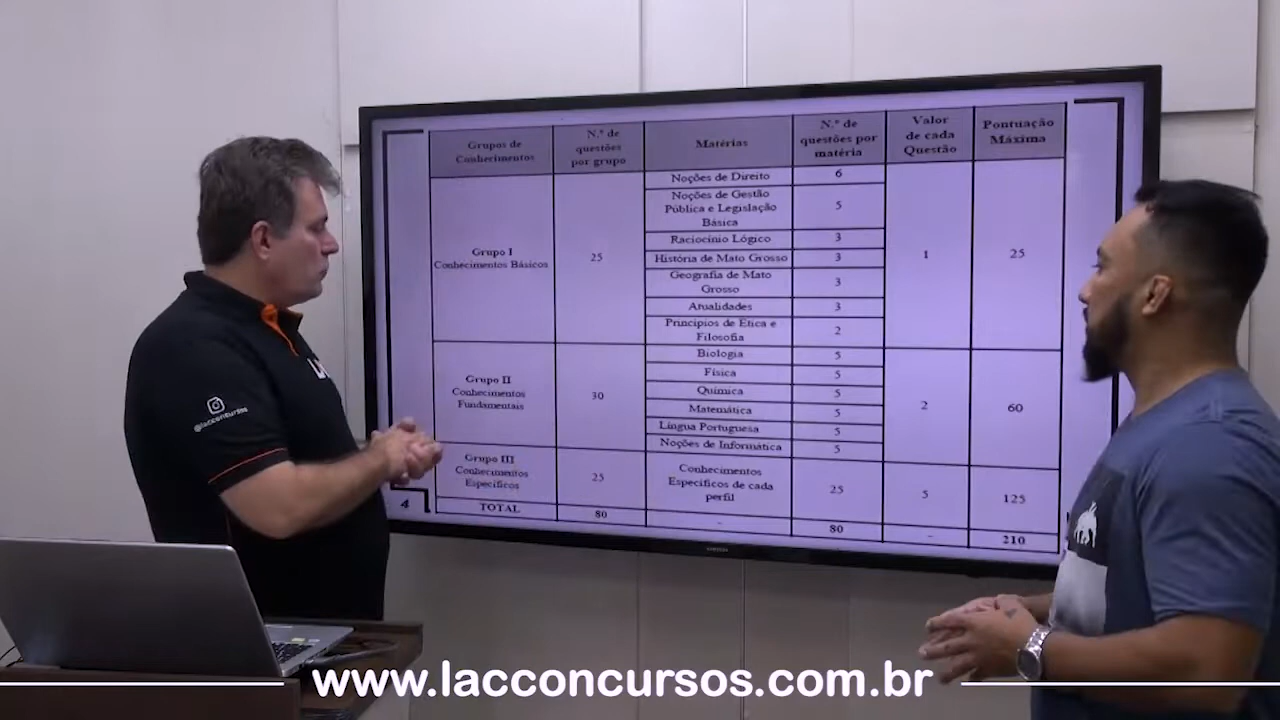 Grupos de
Conhecimentos
N.º de
questões
por grupo
Matérias
N.º de
questões por
matéria
Valor
de cada
Questão
Pontuação
Máxima
Grupo I
Conhecimentos Básicos
25
Noções de Direito
6
Noções de Gestão
Pública e Legislação
Básica
5
Raciocínio Lógico
3
História de Mato Grosso
3
Geografia de Mato
Grosso
3
Atualidades
3
Princípios de Ética e
Filosofia
2
1
25
Grupo II
Conhecimentos
Fundamentais
30
Biologia
5
Física
5
Química
5
Matemática
5
Língua Portuguesa
5
Noções de Informática
5
2
60
Grupo III
Conhecimentos
Específicos
25
Conhecimentos
Específicos de cada
perfil
25
5
125
TOTAL
80
-
80
-
210
4
@lacconcursos
www.lacconcursos.com.br